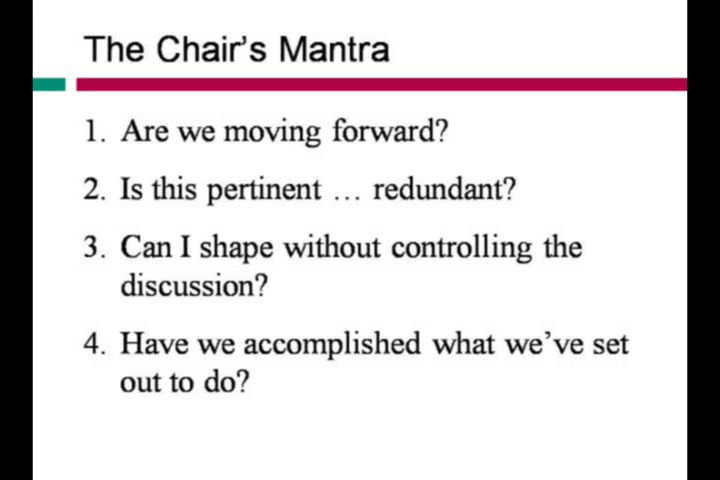 The Chair's Mantra
1. Are we moving forward?
2. Is this pertinent … redundant?
3. Can I shape without controlling the
discussion?
4. Have we accomplished what we've set
out to do?